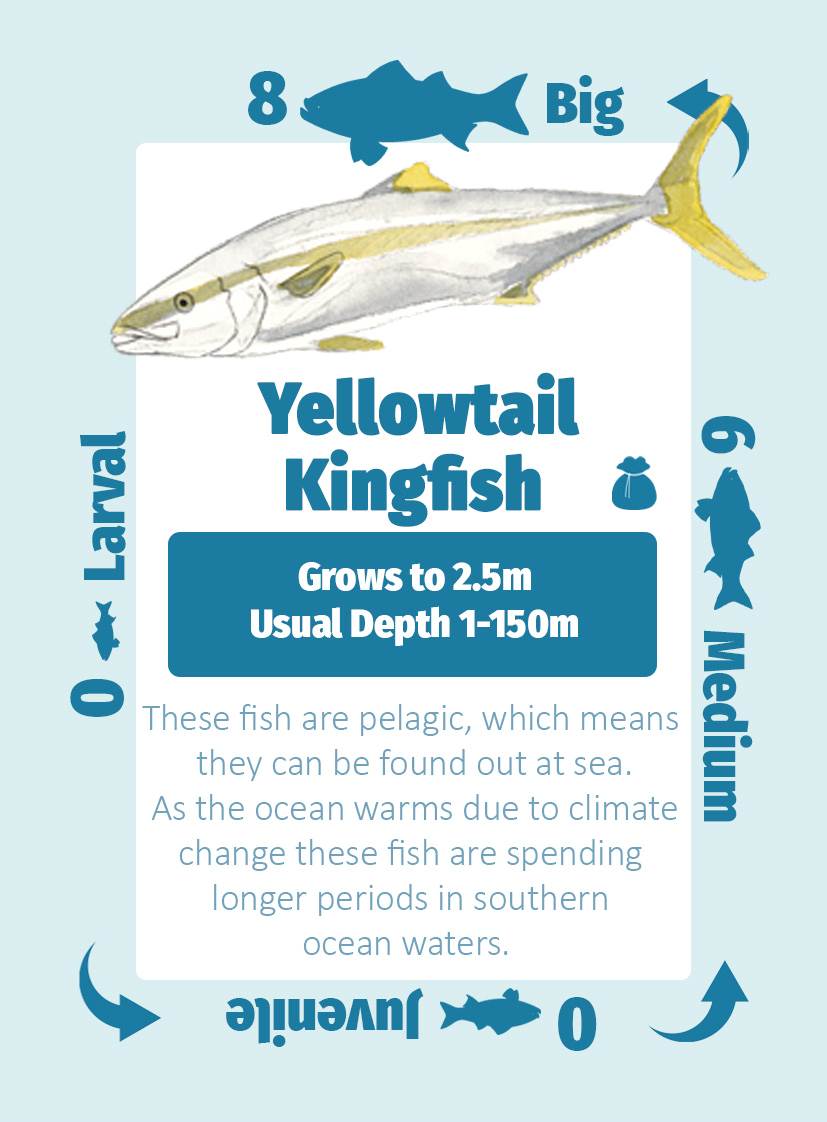 8 Big
Yellowtail
Kingfish
Grows to 2.5m
Usual Depth 1-150m
These fish are pelagic, which means
they can be found out at sea.
As the ocean warms due to climate
change these fish are spending
longer periods in southern
ocean waters.
6 Medium
0 Juvenile
0 Larval